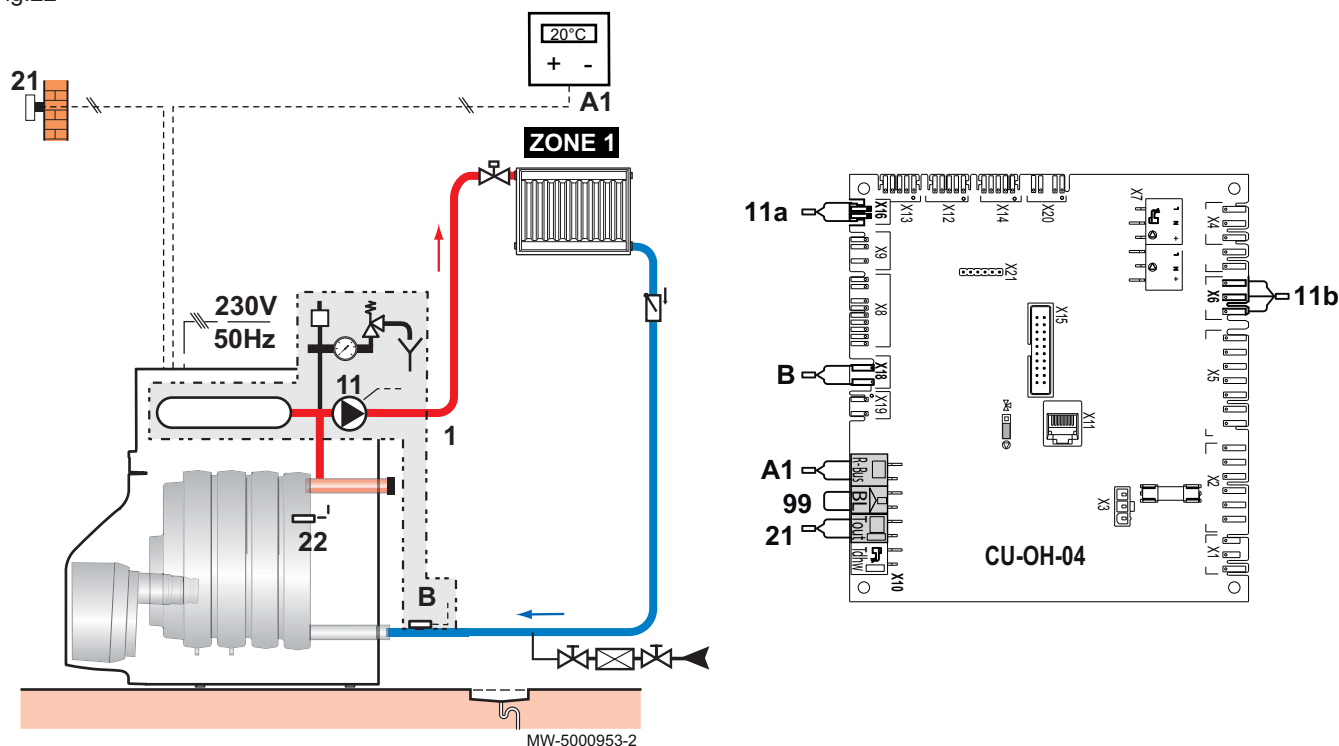 20°C
+ -
21
A1
ZONE 1
230V
50Hz
11
1
22
B
MW-5000953-2
11a
X16
X13
X12
X14
X20
X7
L
N
L
N
X4
X9
X21
X6
11b
X8
X15
X5
B
X18
X19
X11
A1
R-Bus
99
BL
21
Tout
Tdhw
X10
X3
X2
X1
CU-OH-04